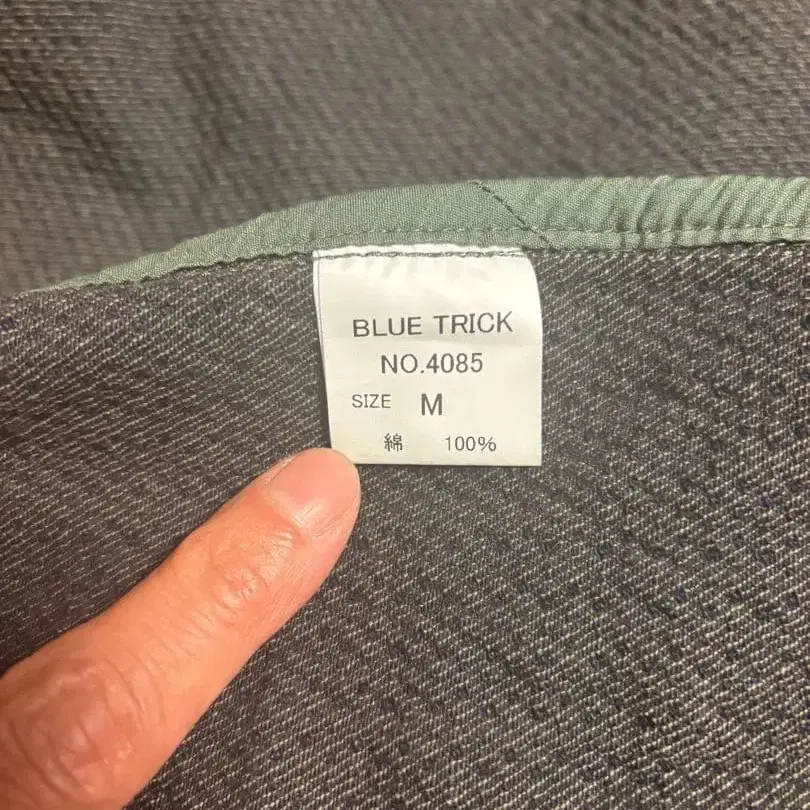 BLUE TRICK
NO.4085
SIZE M
綿 100%